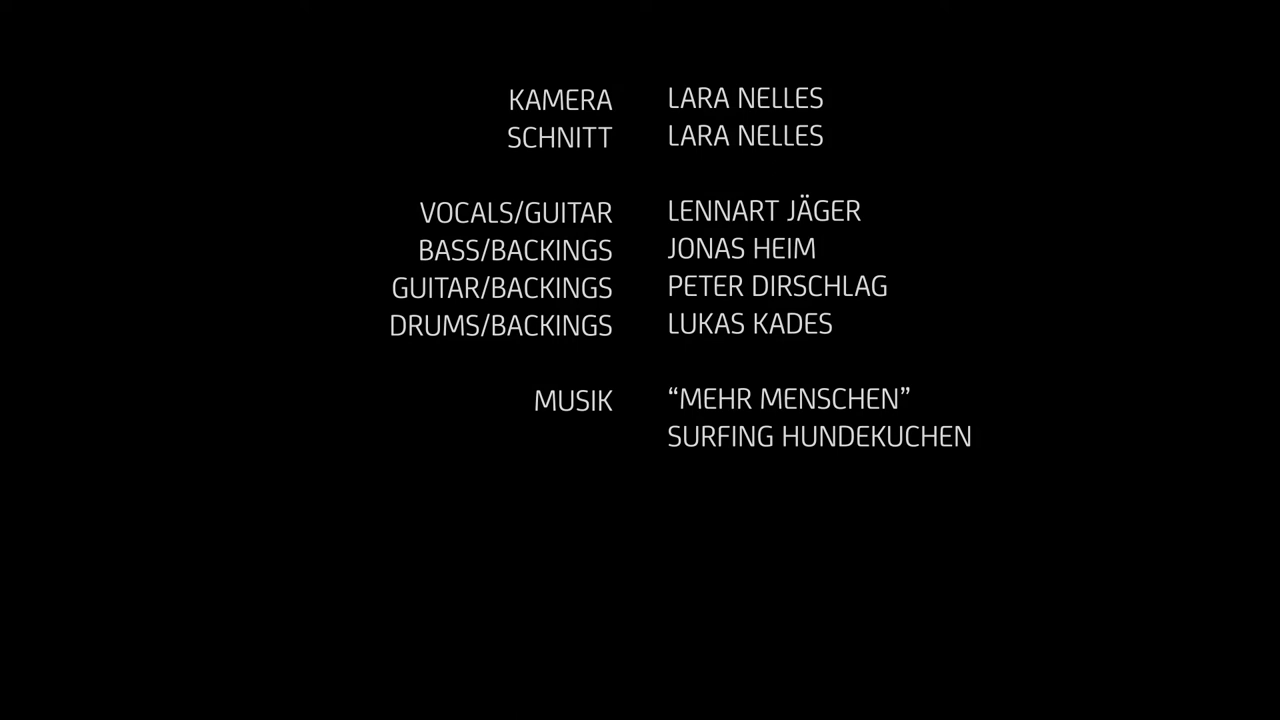 KAMERA LARA NELLES
SCHNITT LARA NELLES
VOCALS/GUITAR LENNART JÄGER
BASS/BACKINGS JONAS HEIM
GUITAR/BACKINGS PETER DIRSCHLAG
DRUMS/BACKINGS LUKAS KADES
MUSIK “MEHR MENSCHEN”
SURFING HUNDEKUCHEN